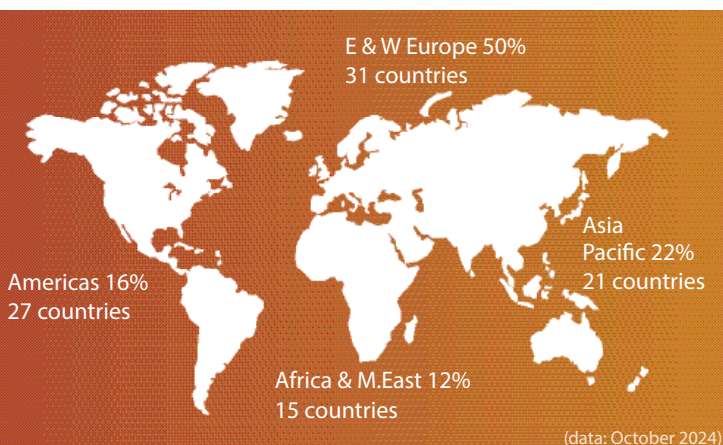 E & W Europe 50%
31 countries
Asia
Pacific 22%
21 countries
Americas 16%
27 countries
Africa & M.East 12%
15 countries
(data: October 2024)